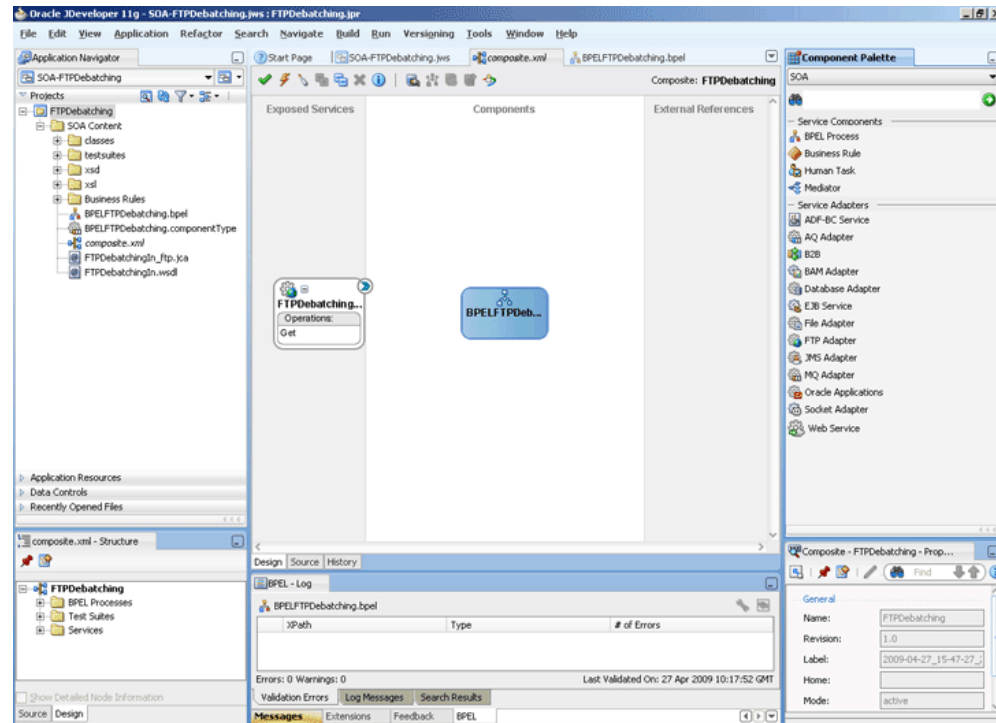 Oracle JDeveloper 11g - SOA-FTPDebatching.jws : FTPDebatching.jpr
File Edit View Application Refactor Search Navigate Build Run Versioning Tools Window Help
Application Navigator
SOA-FTPDebatching
Projects
FTPDebatching
SOA Content
classes
testsuites
xsd
xsl
Business Rules
BPELFTPDebatching.bpel
BPELFTPDebatching.componentType
composite.xml
FTPDebatchingIn_ftp.jca
FTPDebatchingIn.wsdl
Application Resources
Data Controls
Recently Opened Files
composite.xml - Structure
FTPDebatching
BPEL Processes
Test Suites
Services
Show Detailed Node Information
Source Design
Start Page SOA-FTPDebatching.jws composite.xml BPELFTPDebatching.bpel
Composite: FTPDebatching
Exposed Services Components External References
FTPDebatching...
Operations:
Get
BPELFTPDeb...
Design Source History
BPEL - Log
BPELFTPDebatching.bpel
XPath Type # of Errors
Errors: 0 Warnings: 0 Last Validated On: 27 Apr 2009 10:17:52 GMT
Validation Errors Log Messages Search Results
Messages Extensions Feedback BPEL
Component Palette
SOA
Service Components
BPEL Process
Business Rule
Human Task
Mediator
Service Adapters
ADF-BC Service
AQ Adapter
B2B
BAM Adapter
Database Adapter
EJB Service
File Adapter
FTP Adapter
JMS Adapter
MQ Adapter
Oracle Applications
Socket Adapter
Web Service
Composite - FTPDebatching - Prop...
Find
General
Name: FTPDebatching
Revision: 1.0
Label: 2009-04-27_15-47-27_
Home:
Mode: active